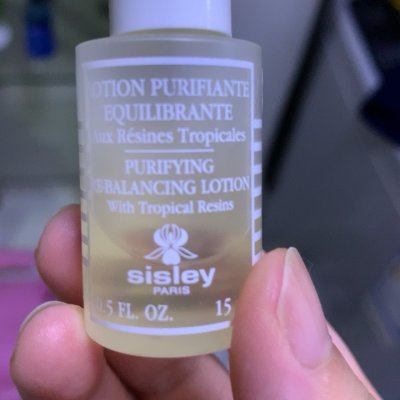 LOTION PURIFIANTE
EQUILIBRANTE
Aux Résines Tropicales
PURIFYING
RE-BALANCING LOTION
With Tropical Resins
sisley
PARIS
0.5 FL. OZ. 15